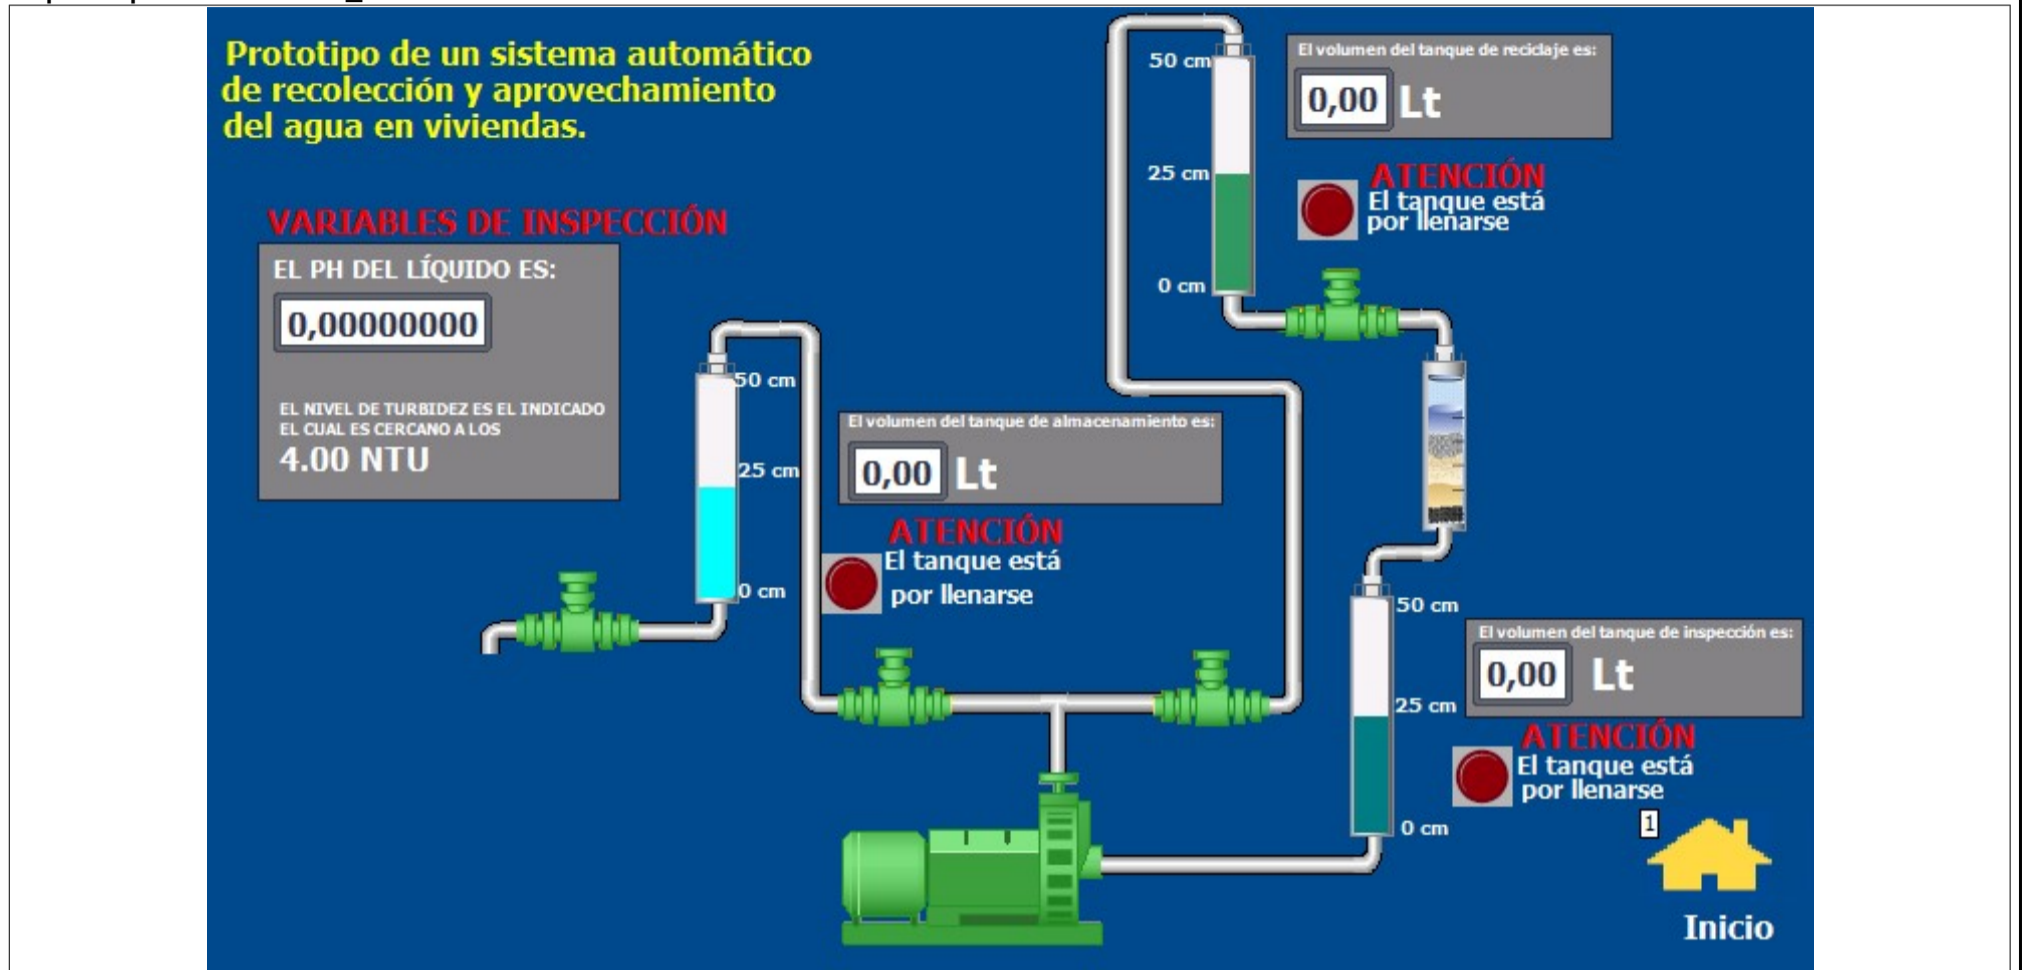 Prototipo de un sistema automático
de recolección y aprovechamiento
del agua en viviendas.
VARIABLES DE INSPECCIÓN
EL PH DEL LÍQUIDO ES:
0,00000000
EL NIVEL DE TURBIDEZ ES EL INDICADO
EL CUAL ES CERCANO A LOS
4.00 NTU
50 cm
25 cm
0 cm
El volumen del tanque de almacenamiento es:
0,00 Lt
ATENCIÓN
El tanque está
por llenarse
50 cm
25 cm
0 cm
El volumen del tanque de reciclaje es:
0,00 Lt
ATENCIÓN
El tanque está
por llenarse
50 cm
25 cm
0 cm
El volumen del tanque de inspección es:
0,00 Lt
ATENCIÓN
El tanque está
por llenarse
1
Inicio